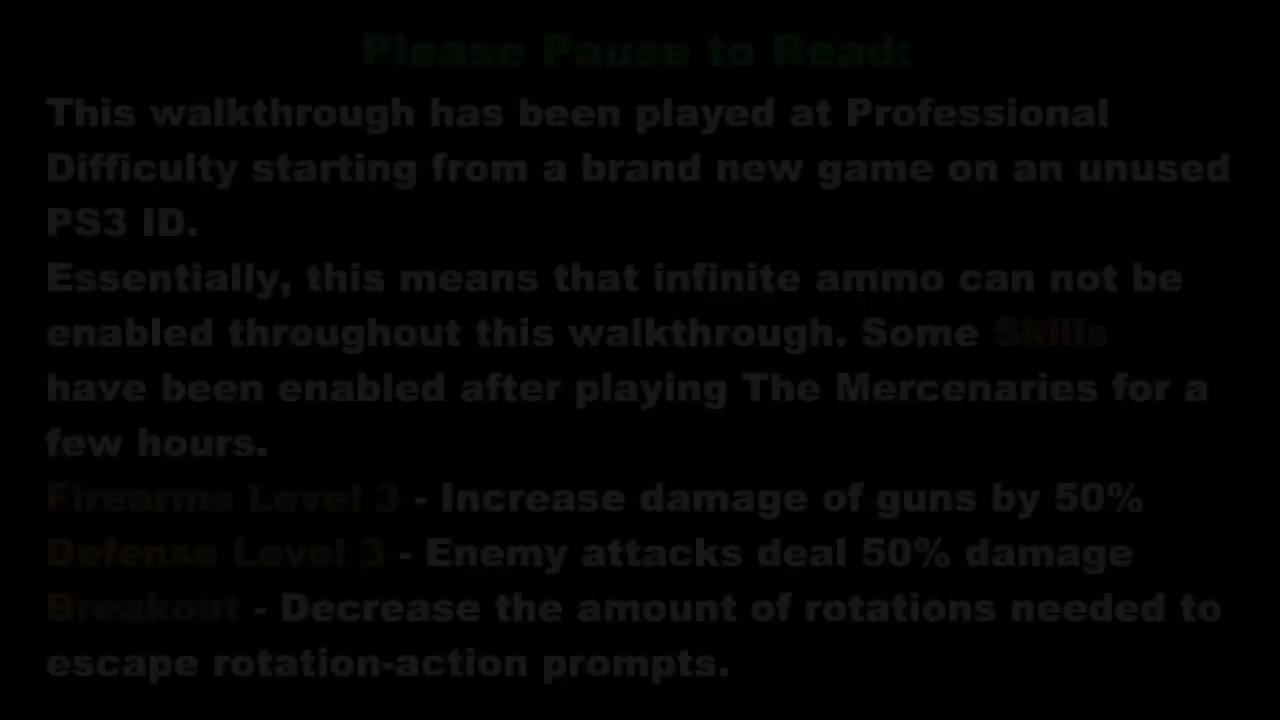 Please Pause to Read:
This walkthrough has been played at Professional
Difficulty starting from a brand new game on an unused
PS3 ID.
Essentially, this means that infinite ammo can not be
enabled throughout this walkthrough. Some Skills
have been enabled after playing The Mercenaries for a
few hours.
Firearms Level 3 - Increase damage of guns by 50%
Defense Level 3 - Enemy attacks deal 50% damage
Breakout - Decrease the amount of rotations needed to
escape rotation-action prompts.